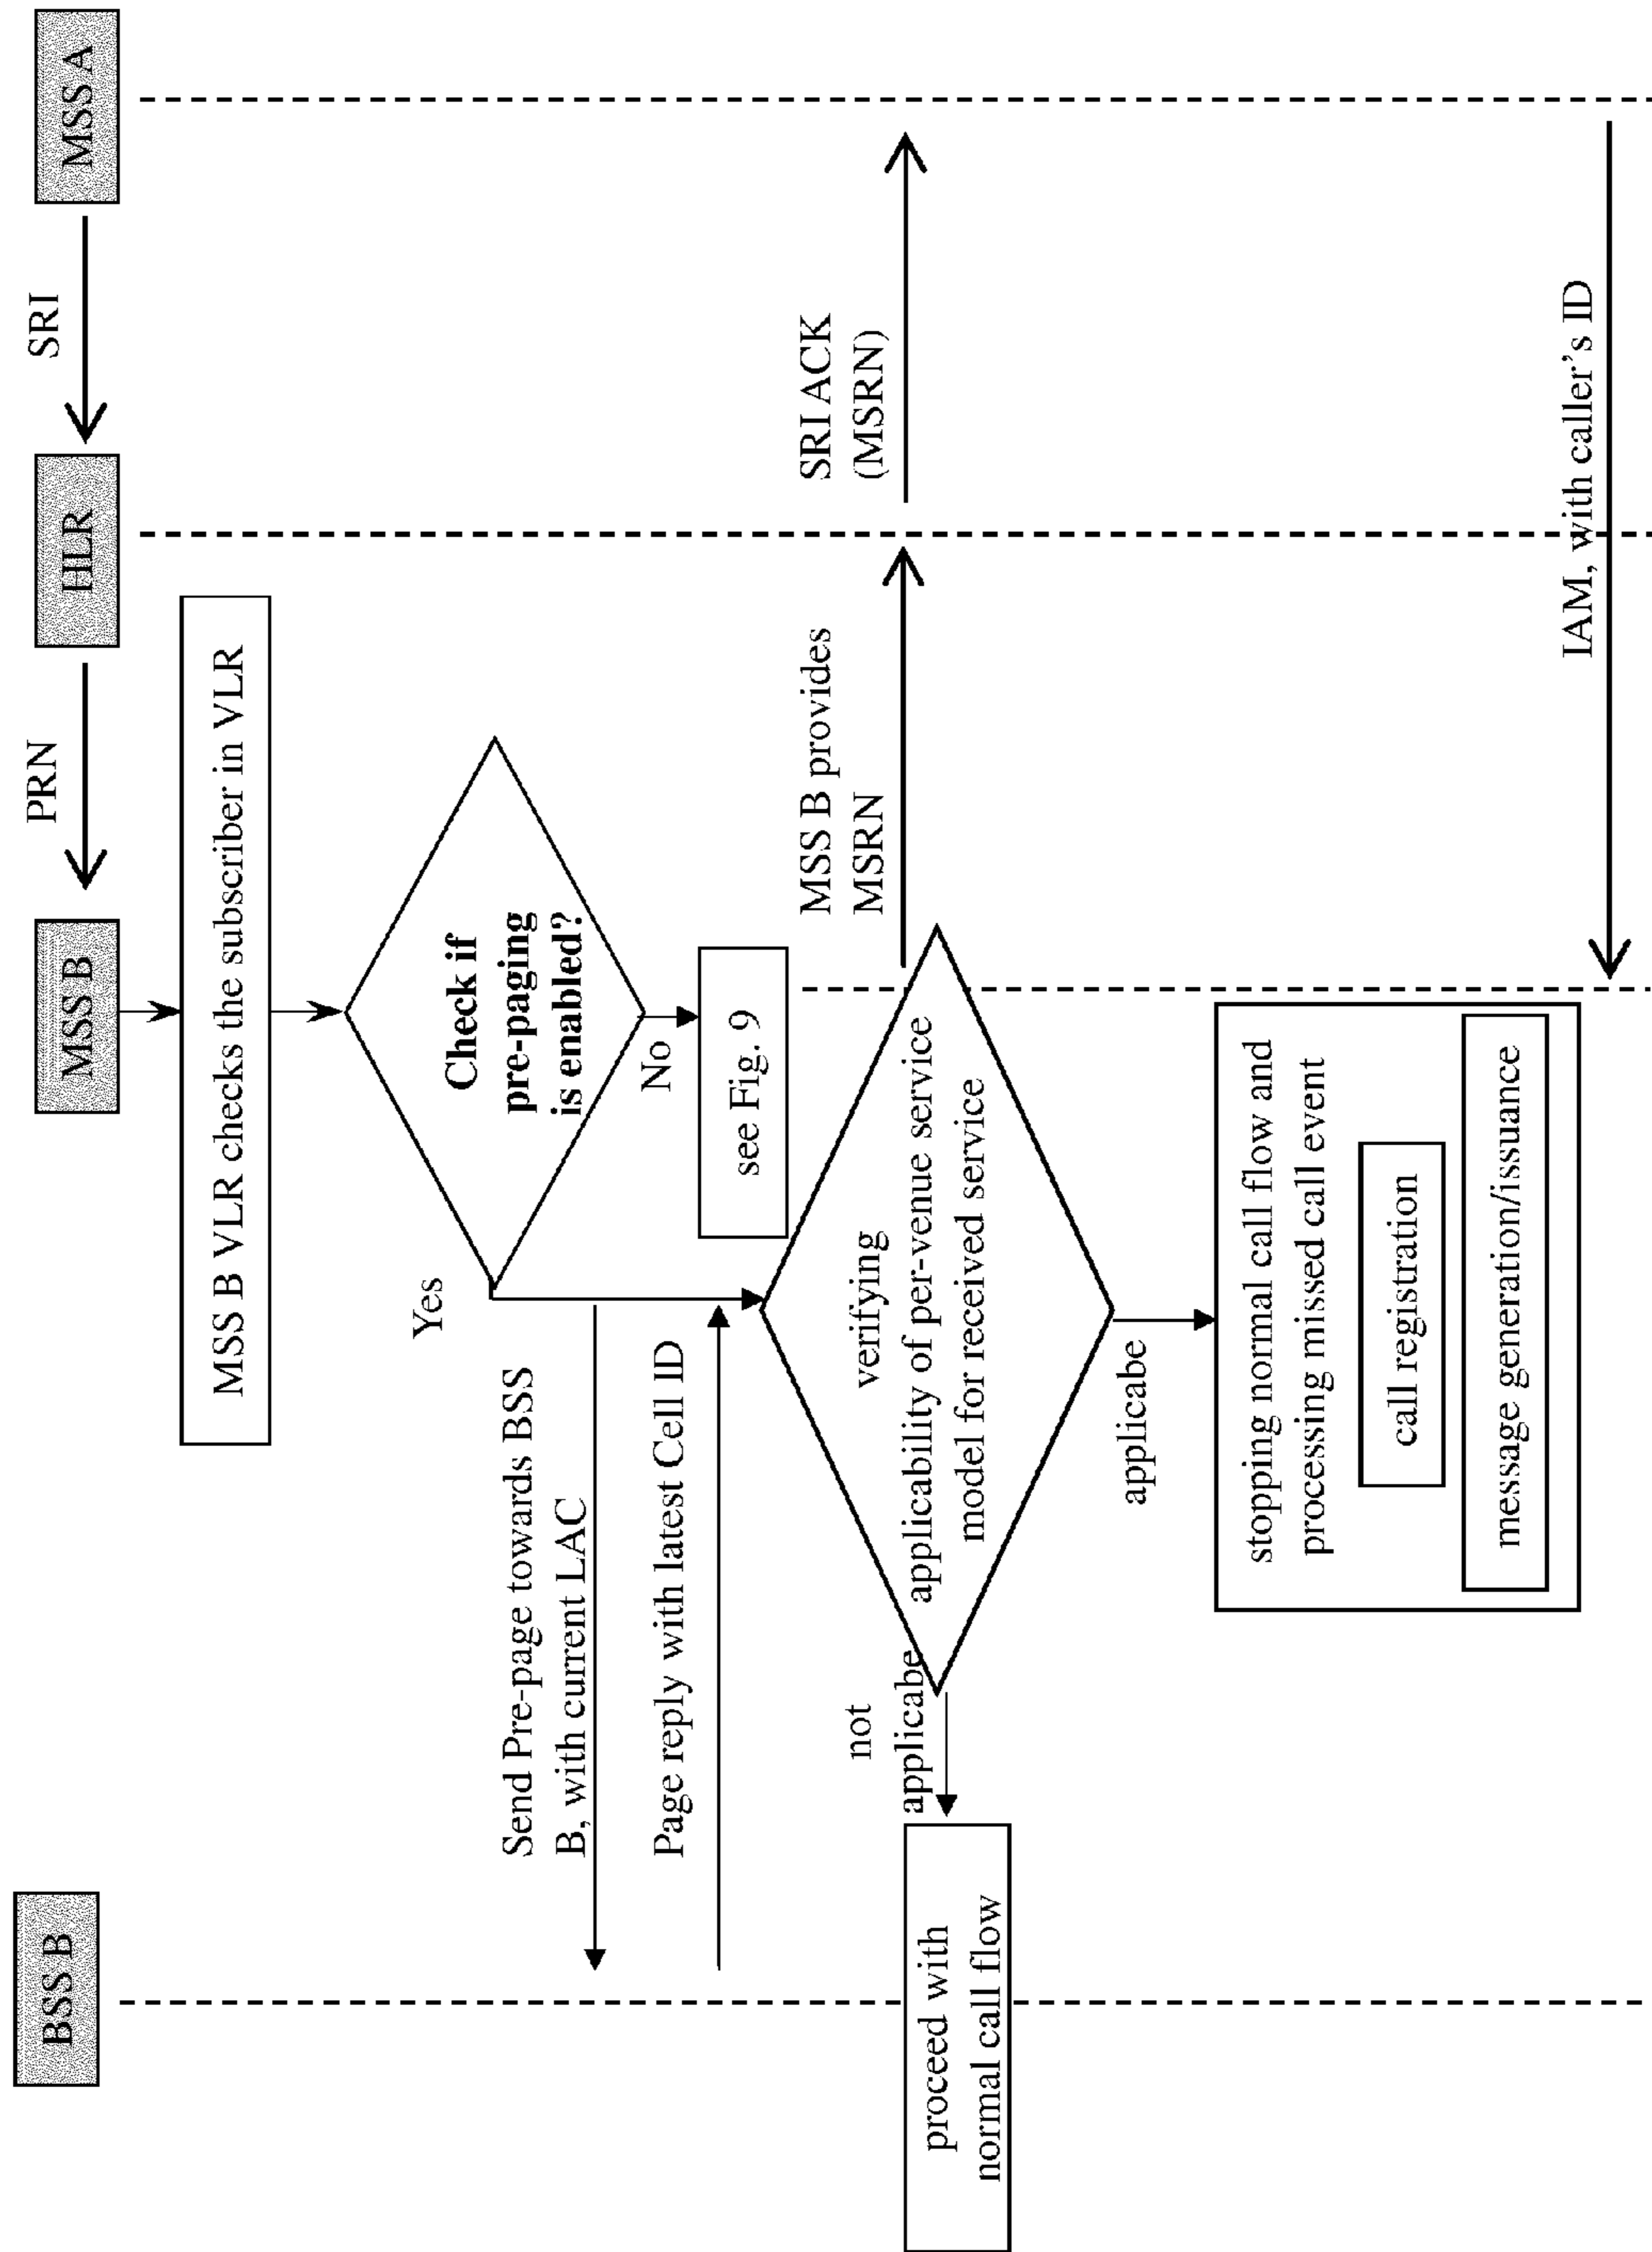 BSS B
MSS B
PRN
HLR
SRI
MSS A
MSS B VLR checks the subscriber in VLR
Check if
pre-paging
is enabled?
Yes
No
Send Pre-page towards BSS
B, with current LAC
Page reply with latest Cell ID
see Fig. 9
verifying
applicability of per-venue service
model for received service
MSS B provides
MSRN
SRI ACK
(MSRN)
not
applicabe
applicabe
proceed with
normal call flow
stopping normal call flow and
processing missed call event
call registration
message generation/issuance
IAM, with caller's ID